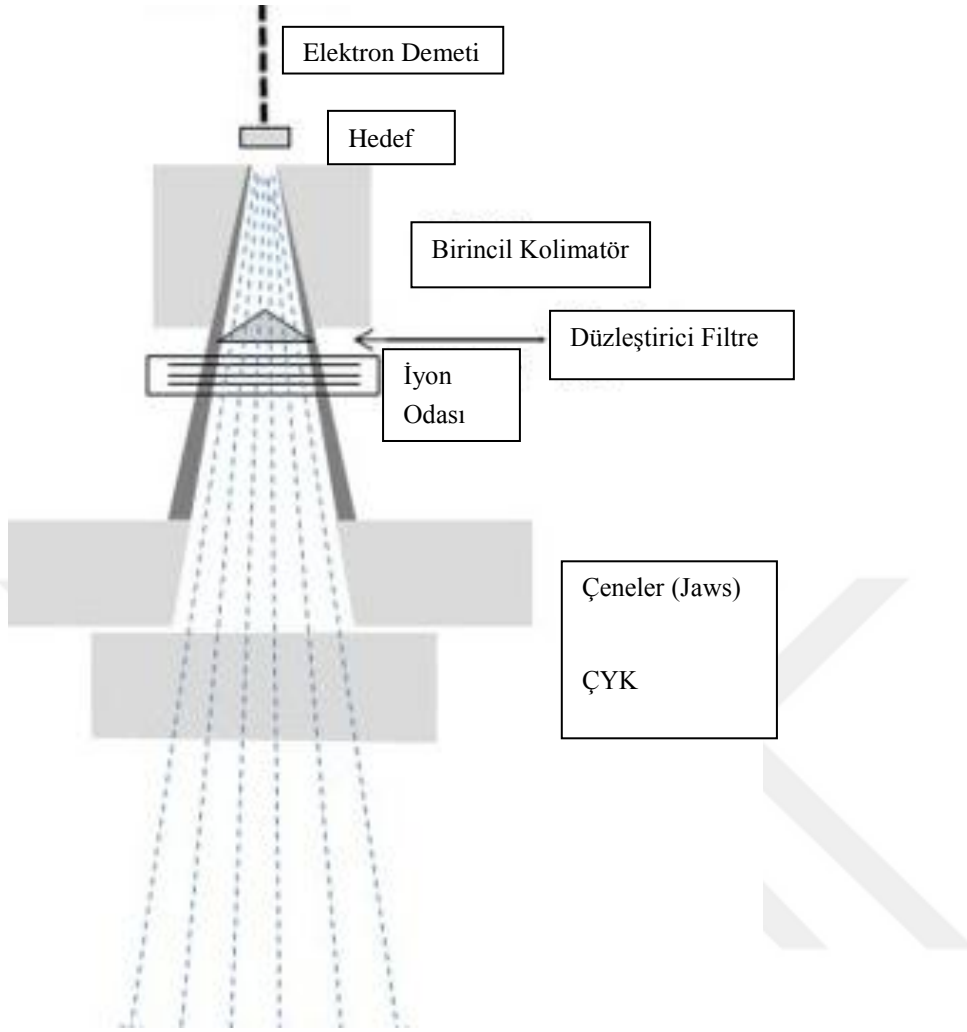 Elektron Demeti
Hedef
Birincil Kolimatör
Düzleştirici Filtre
İyon
Odası
Çeneler (Jaws)
ÇYK